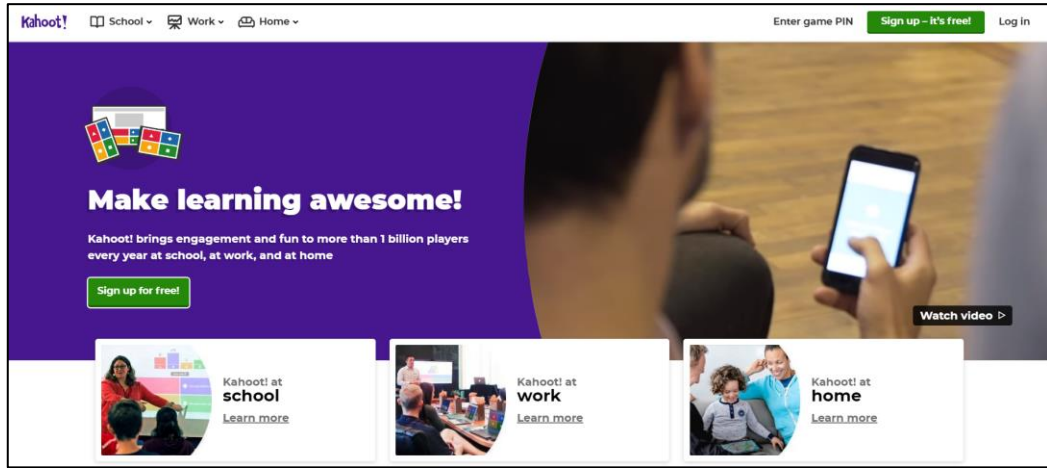 Kahoot! School Work Home Enter game PIN Sign up – it's free! Log in
Make learning awesome!
Kahoot! brings engagement and fun to more than 1 billion players
every year at school, at work, and at home
Sign up for free!
Watch video
Kahoot! at
school
Learn more
Kahoot! at
work
Learn more
Kahoot! at
home
Learn more